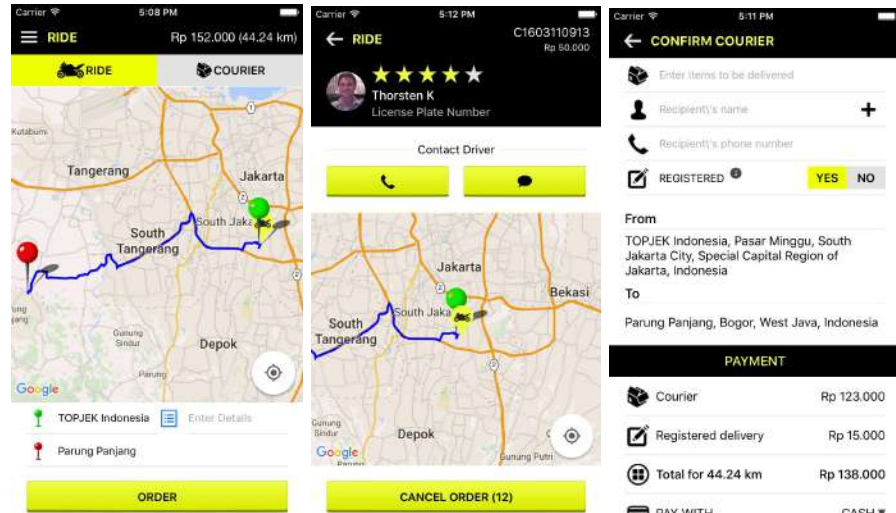 Carrier 5:08 PM
RIDE Rp 152.000 (44.24 km)
RIDE COURIER
Kutabumi
Tangerang
Jakarta
South Jaka
South
Tangerang
Gunung
Sindur
Depok
Parung
Google
TOPJEK Indonesia Enter Details
Parung Panjang
ORDER
Carrier 5:12 PM
RIDE C1603110913
Rp 50.000
Thorsten K
License Plate Number
Contact Driver
Jakarta
Bekasi
South Jaka
South
Tangerang
Depok
Gunung
Sindur
Google
Gunung Putri
Parung
CANCEL ORDER (12)
Carrier 5:11 PM
CONFIRM COURIER
Enter items to be delivered
Recipient\'s name
Recipient\'s phone number
REGISTERED YES NO
From
TOPJEK Indonesia, Pasar Minggu, South
Jakarta City, Special Capital Region of
Jakarta, Indonesia
To
Parung Panjang, Bogor, West Java, Indonesia
PAYMENT
Courier Rp 123.000
Registered delivery Rp 15.000
Total for 44.24 km Rp 138.000
PAY WITH CASH